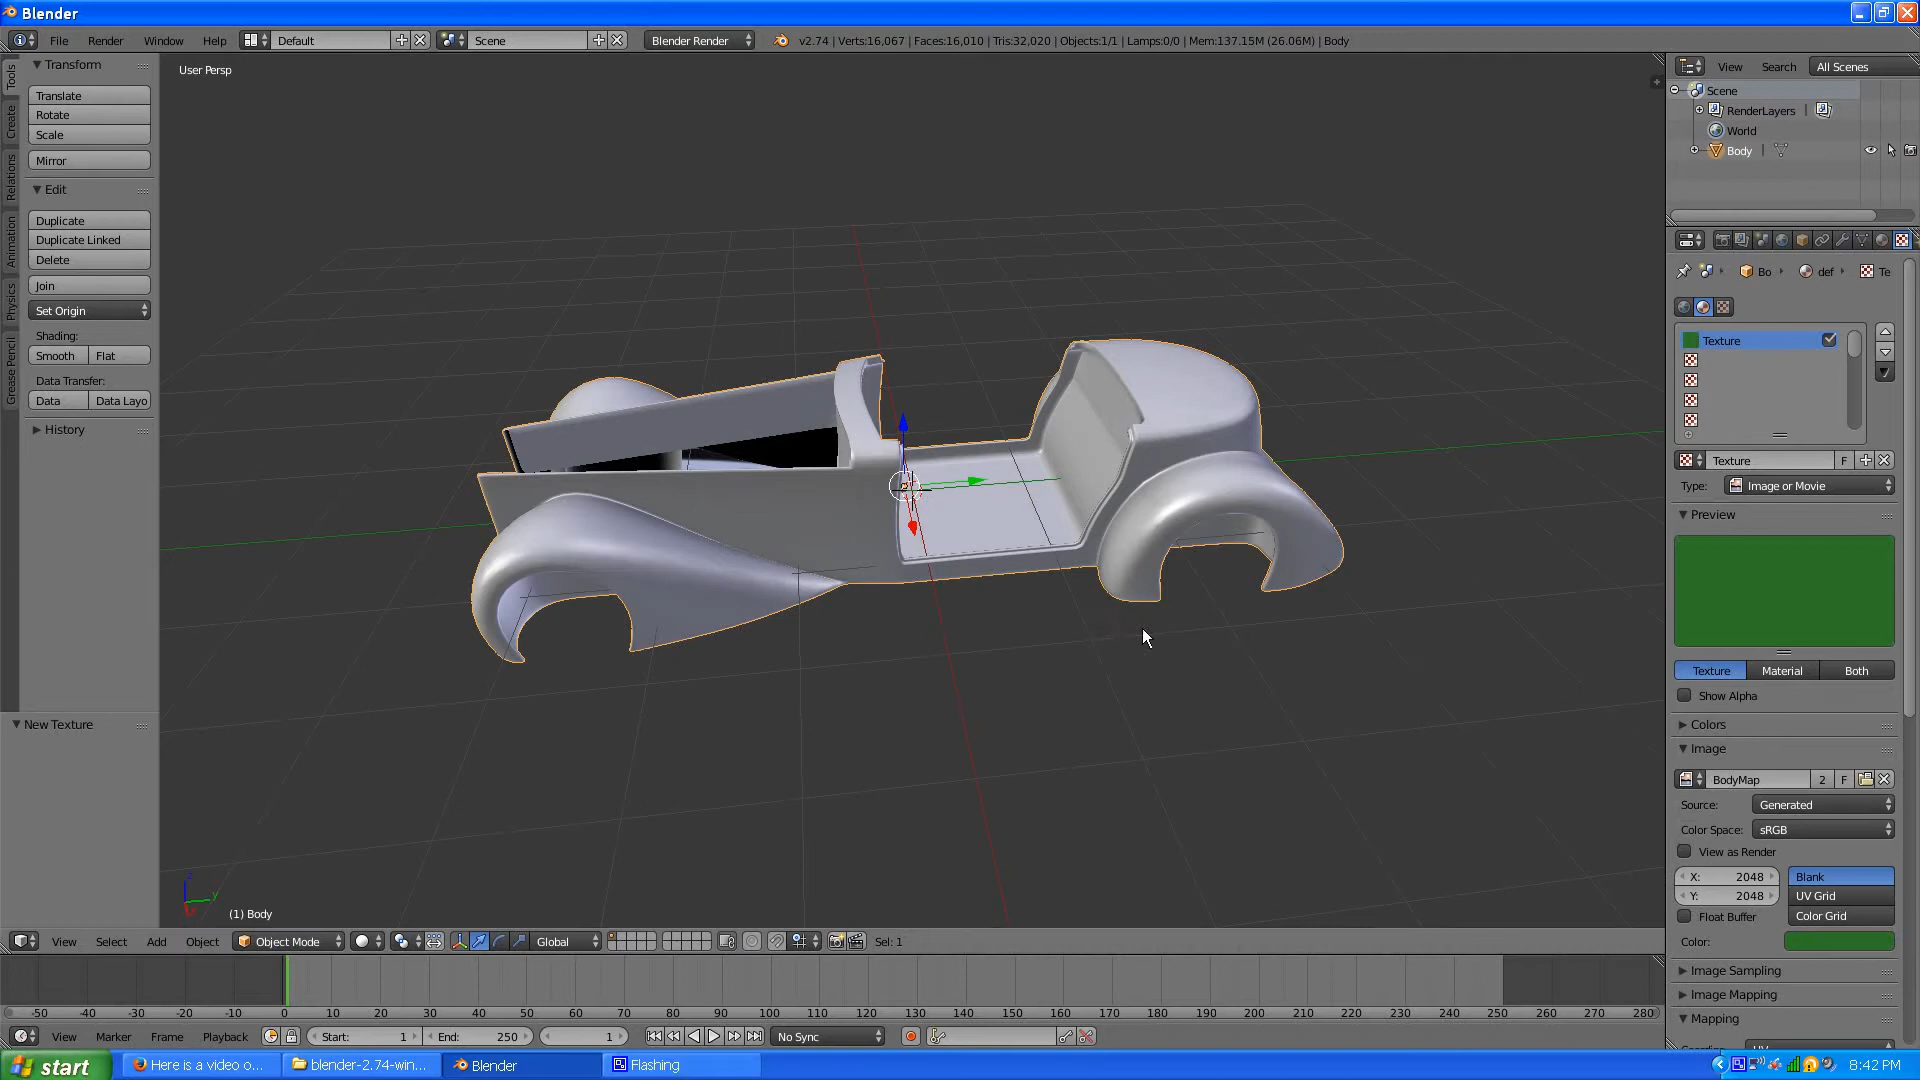 Blender
File Render Window Help Default Scene Blender Render v2.74 | Verts:16,067 | Faces:16,010 | Tris:32,020 | Objects:1/1 | Lamps:0/0 | Mem:137.15M (26.06M) | Body
Tools
Create
Relations
Animation
Physics
Grease Pencil
Transform
Translate
Rotate
Scale
Mirror
Edit
Duplicate
Duplicate Linked
Delete
Join
Set Origin
Shading:
Smooth Flat
Data Transfer:
Data Data Layo
History
New Texture
User Persp
(1) Body
View Search All Scenes
Scene
RenderLayers |
World
Body |
Bo def Te
Texture
Texture F
Type: Image or Movie
Preview
Texture Material Both
Show Alpha
Colors
Image
BodyMap 2 F
Source: Generated
Color Space: sRGB
View as Render
X: 2048 Blank
Y: 2048 UV Grid
Float Buffer Color Grid
Color:
Image Sampling
Image Mapping
Mapping
View Select Add Object Object Mode Global Sel: 1
-50 -40 -30 -20 -10 0 10 20 30 40 50 60 70 80 90 100 110 120 130 140 150 160 170 180 190 200 210 220 230 240 250 260 270 280
View Marker Frame Playback Start: 1 End: 250 1 No Sync
start Here is a video o... blender-2.74-win... Blender Flashing 8:42 PM